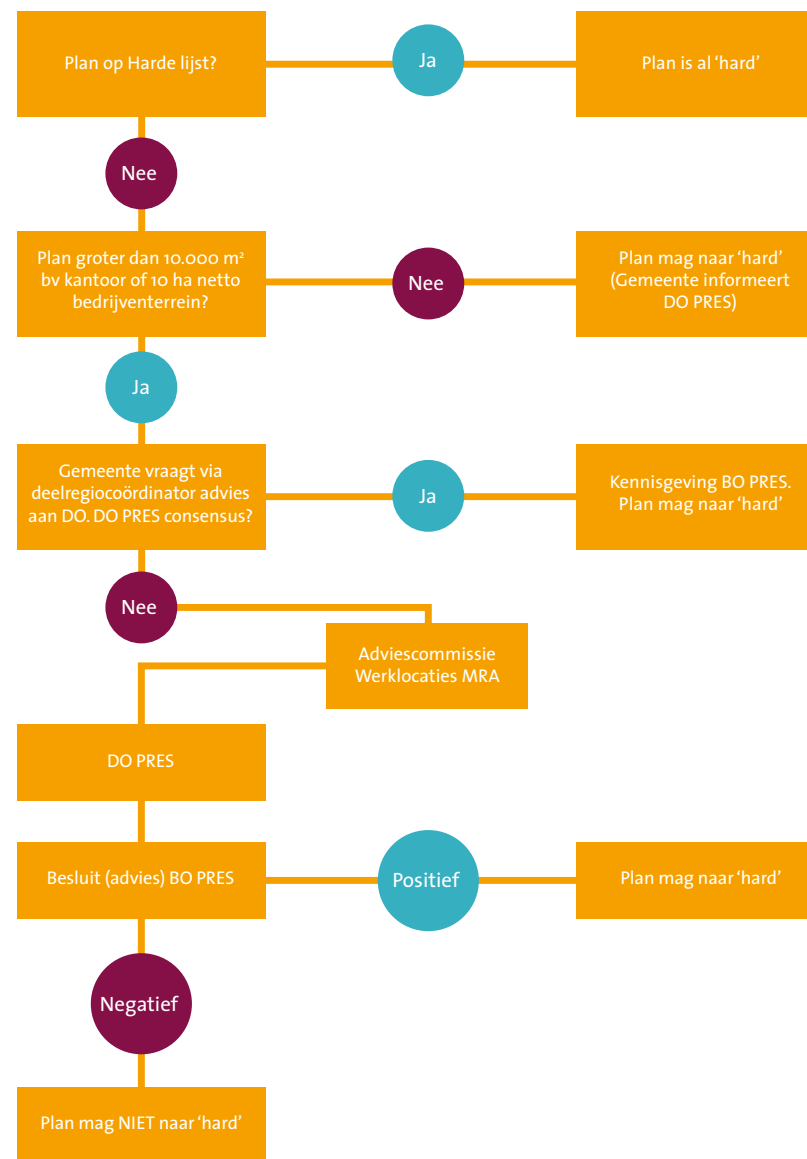 Plan op Harde lijst?
Ja
Plan is al ‘hard’
Nee
Plan groter dan 10.000 m²
bv kantoor of 10 ha netto
bedrijventerrein?
Nee
Plan mag naar ‘hard’
(Gemeente informeert
DO PRES)
Ja
Gemeente vraagt via
deelregiocoördinator advies
aan DO. DO PRES consensus?
Ja
Kennisgeving BO PRES.
Plan mag naar ‘hard’
Nee
Adviescommissie
Werklocaties MRA
DO PRES
Besluit (advies) BO PRES
Positief
Plan mag naar ‘hard’
Negatief
Plan mag NIET naar ‘hard’